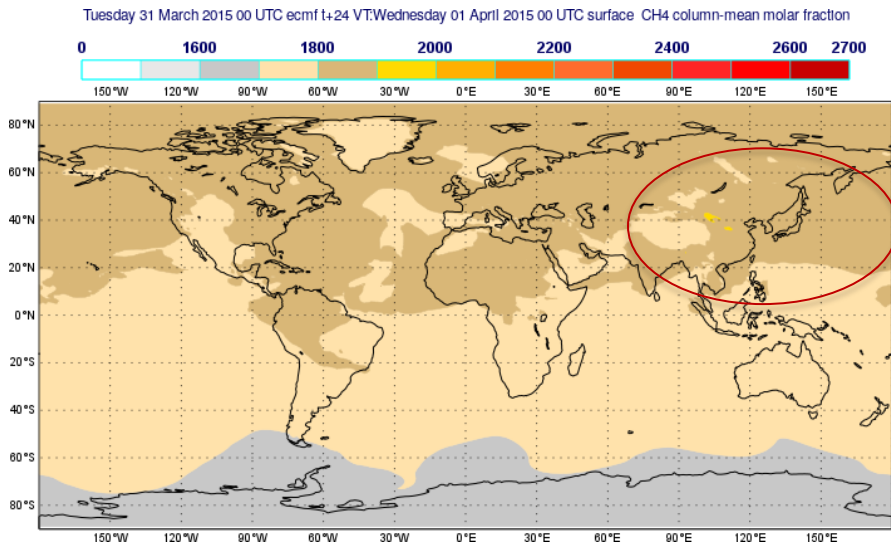 Tuesday 31 March 2015 00 UTC ecmf t+24 VT:Wednesday 01 April 2015 00 UTC surface CH4 column-mean molar fraction
0 1600 1800 2000 2200 2400 2600 2700
150°W 120°W 90°W 60°W 30°W 0°E 30°E 60°E 90°E 120°E 150°E
80°N
60°N
40°N
20°N
0°N
20°S
40°S
60°S
80°S
150°W 120°W 90°W 60°W 30°W 0°E 30°E 60°E 90°E 120°E 150°E